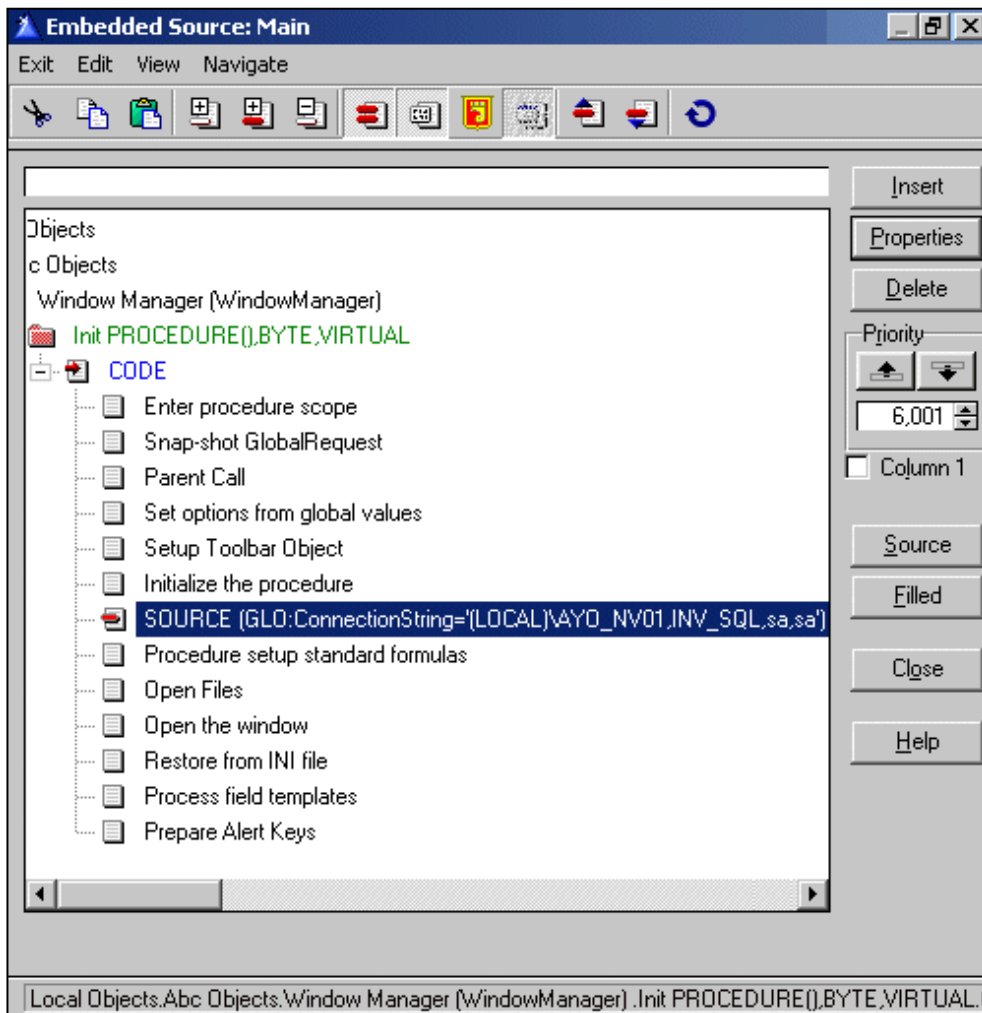 Embedded Source: Main
Exit Edit View Navigate
Insert
Objects
Properties
c Objects
Window Manager (WindowManager)
Delete
Init PROCEDURE(),BYTE,VIRTUAL
Priority
CODE
Enter procedure scope
6,001
Snap-shot GlobalRequest
Column 1
Parent Call
Set options from global values
Setup Toolbar Object
Source
Initialize the procedure
Filled
SOURCE (GLO:ConnectionString='(LOCAL)\AYO_NV01,INV_SQL,sa,sa')
Procedure setup standard formulas
Close
Open Files
Open the window
Help
Restore from INI file
Process field templates
Prepare Alert Keys
Local Objects.Abc Objects.Window Manager (WindowManager) .Init PROCEDURE(),BYTE,VIRTUAL.